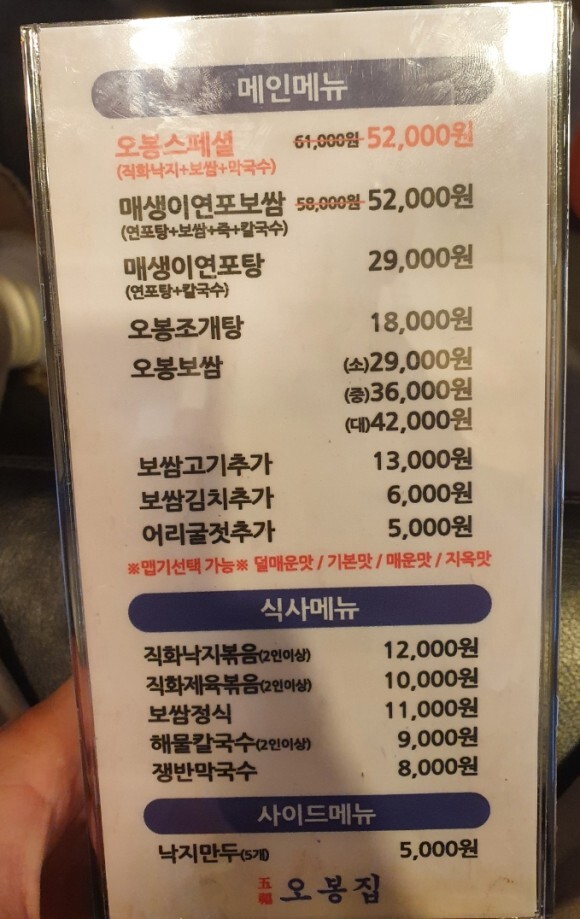 메인메뉴
오봉스페셜 61,000원 52,000원
(직화낙지+보쌈+막국수)
매생이연포보쌈 58,000원 52,000원
(연포탕+보쌈+죽+칼국수)
매생이연포탕 29,000원
(연포탕+칼국수)
오봉조개탕 18,000원
오봉보쌈 (소)29,000원
(중)36,000원
(대)42,000원
보쌈고기추가 13,000원
보쌈김치추가 6,000원
어리굴젓추가 5,000원
※맵기선택 가능※ 덜매운맛 / 기본맛 / 매운맛 / 지옥맛
식사메뉴
직화낙지볶음(2인이상) 12,000원
직화제육볶음(2인이상) 10,000원
보쌈정식 11,000원
해물칼국수(2인이상) 9,000원
쟁반막국수 8,000원
사이드메뉴
낙지만두(5개) 5,000원
五福 오봉집